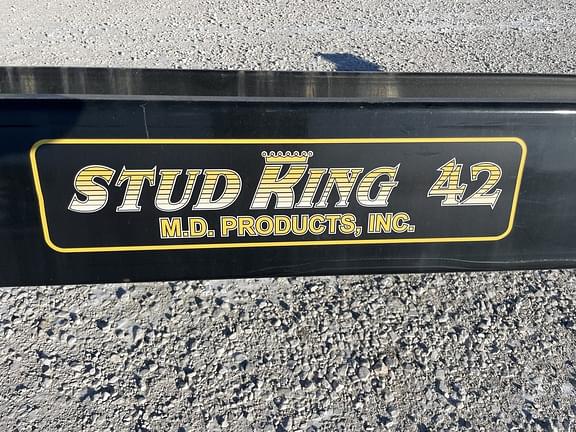 STUD KING 42
M.D. PRODUCTS, INC.